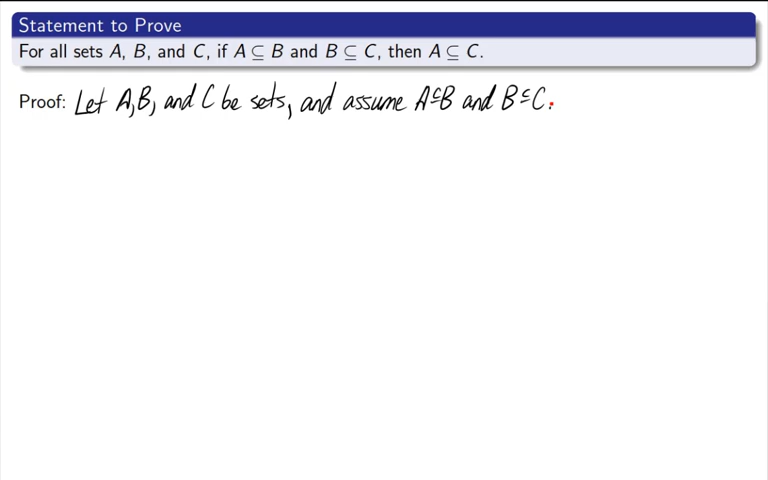 Statement to Prove
For all sets A, B, and C, if A ⊆ B and B ⊆ C, then A ⊆ C.
Proof: Let A, B, and C be sets, and assume A⊆B and B⊆C.